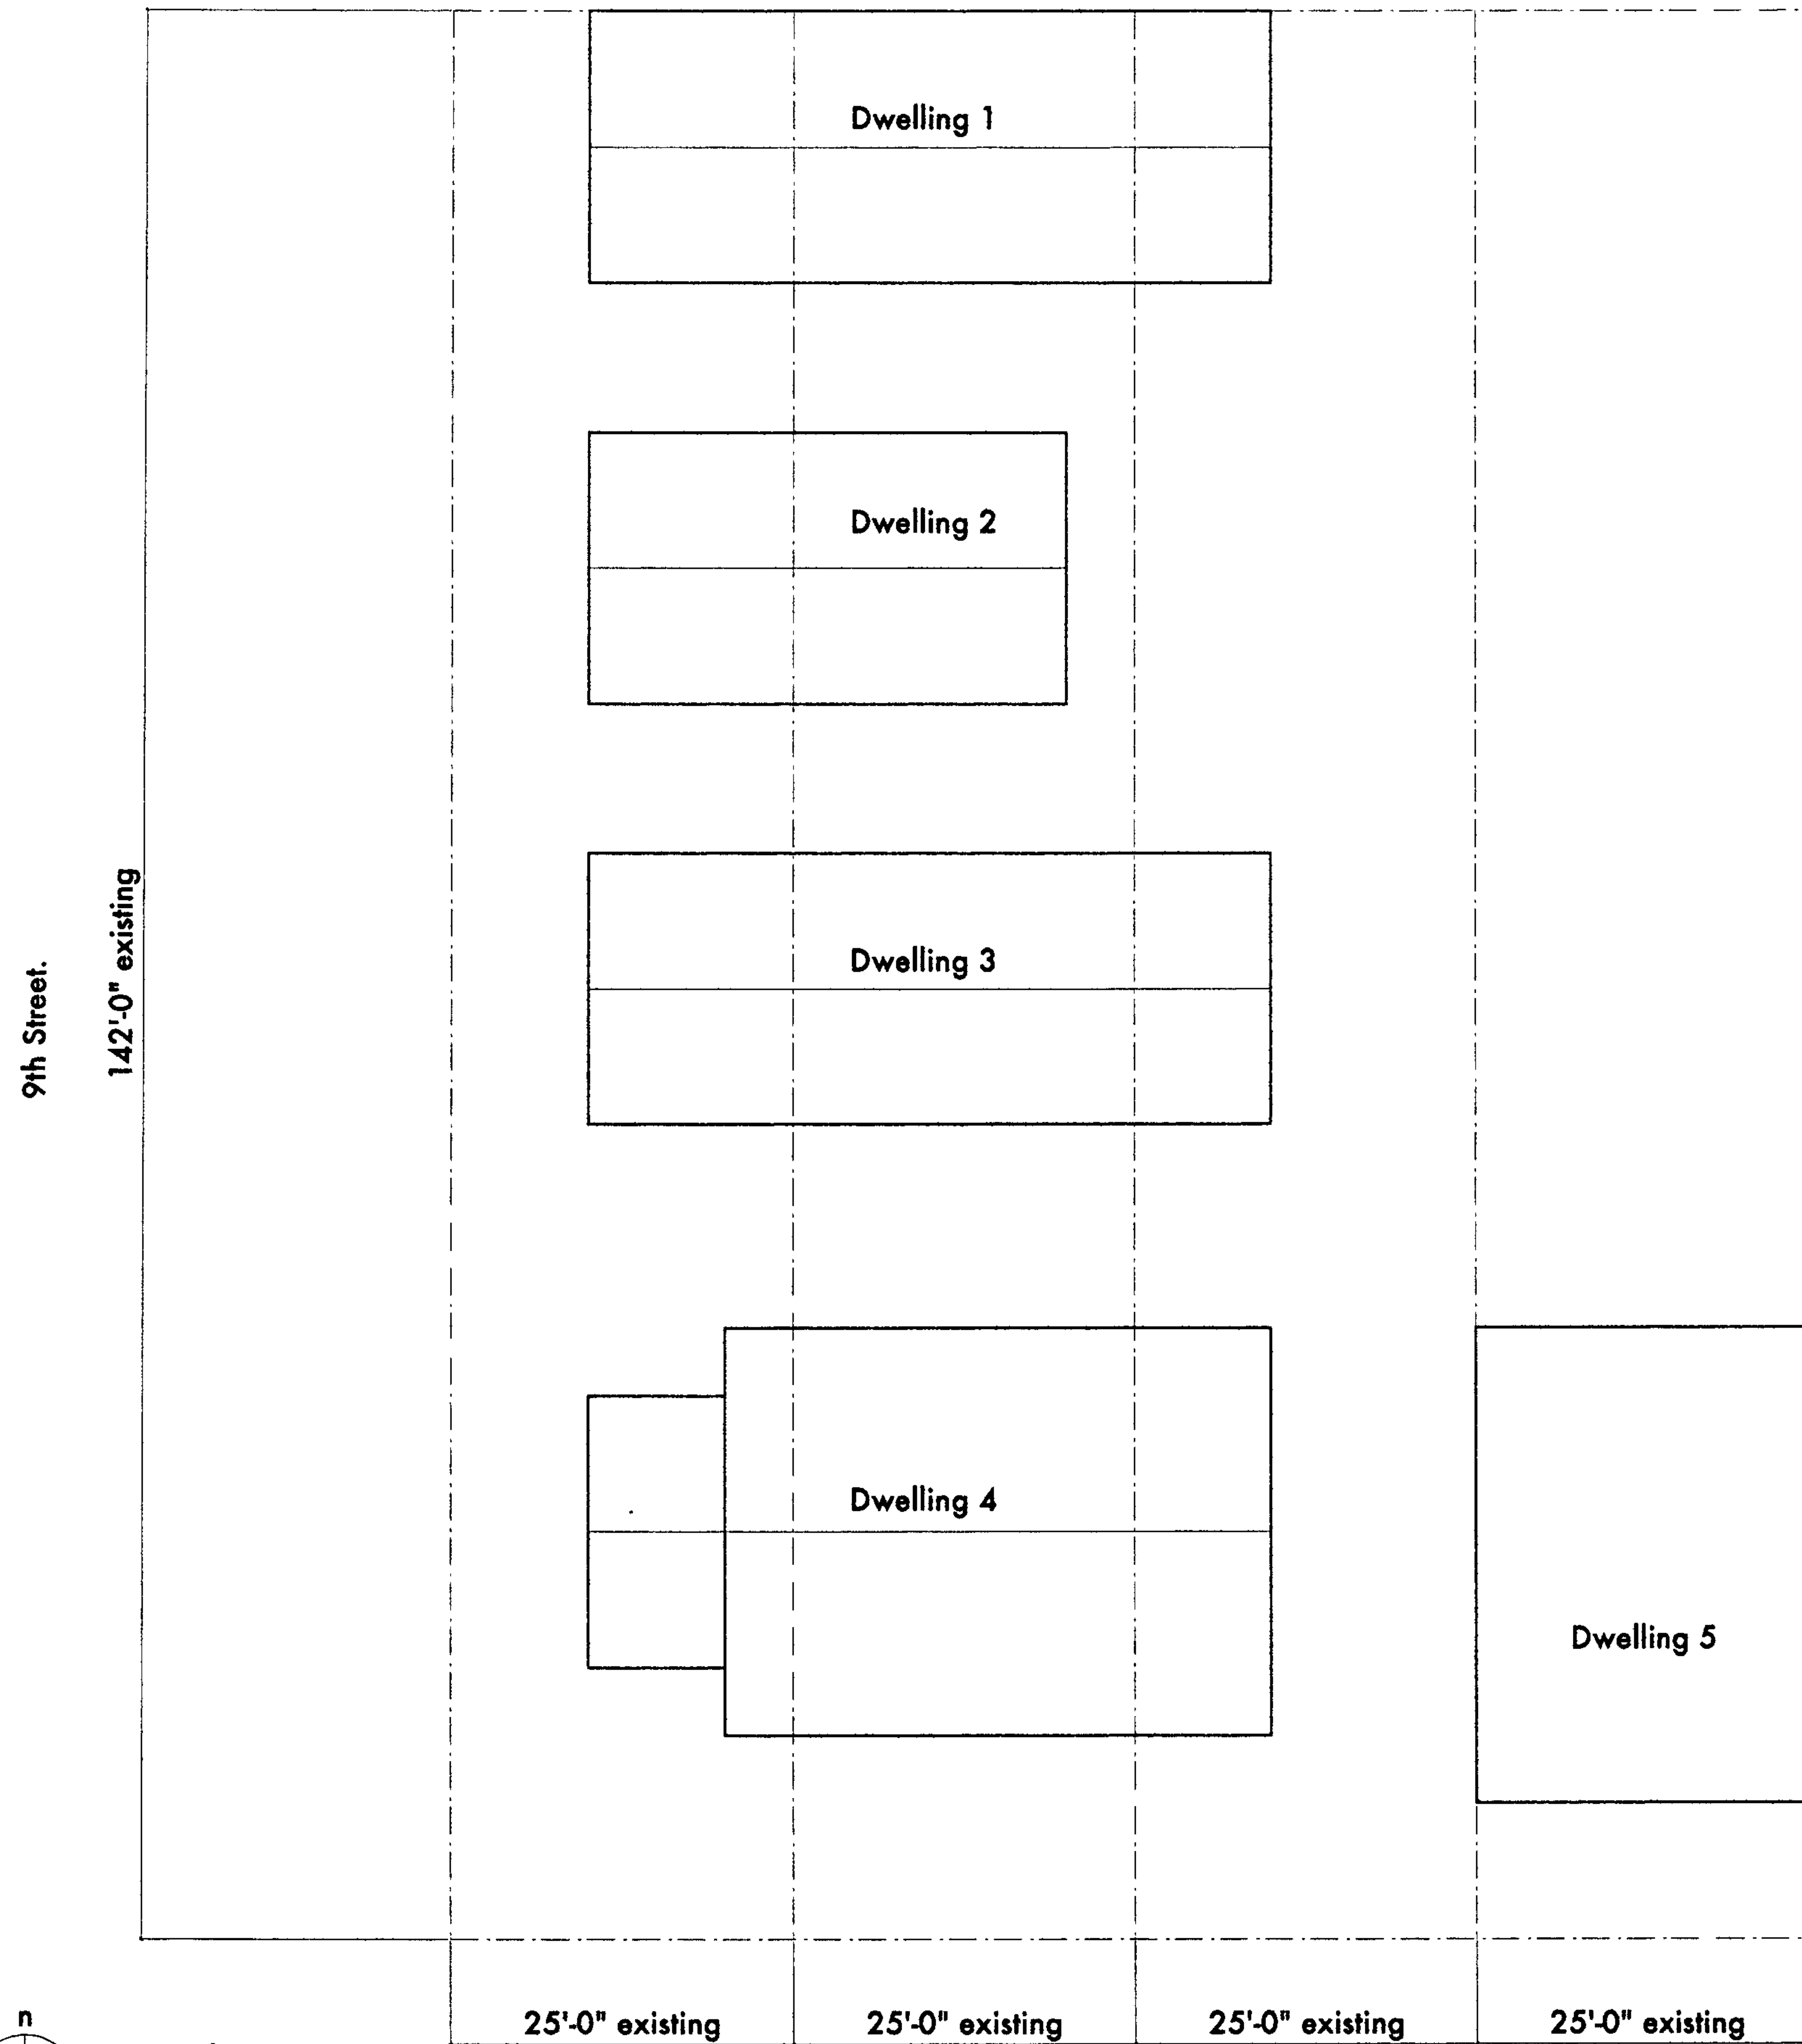 Dwelling 1
Dwelling 2
Dwelling 3
9th Street.
142'-0" existing
Dwelling 4
Dwelling 5
n
25'-0" existing
25'-0" existing
25'-0" existing
25'-0" existing